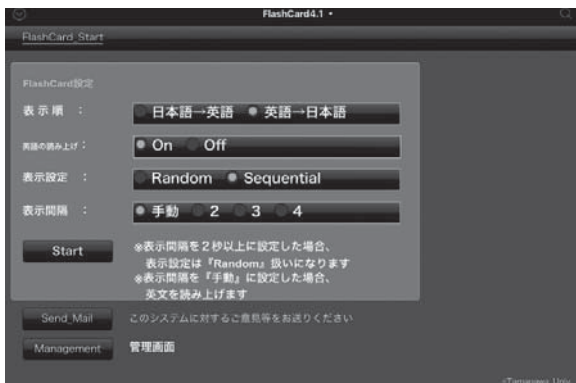 FlashCard4.1
FlashCard_Start
FlashCard設定
表示順 ：
日本語→英語 英語→日本語
英語の読み上げ：
On Off
表示設定 ：
Random Sequential
表示間隔 ：
手動 2 3 4
Start
※表示間隔を２秒以上に設定した場合、
表示設定は『Random』扱いになります
※表示間隔を『手動』に設定した場合、
英文を読み上げます
Send_Mail このシステムに対するご意見等をお送りください
Management 管理画面